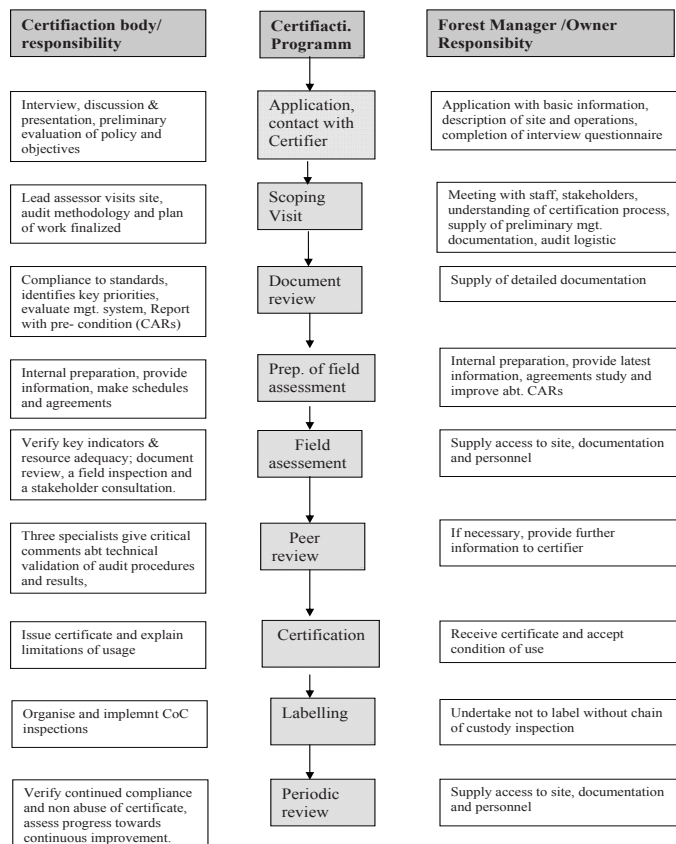 Certifiaction body/
responsibility
Certifiacti.
Programm
Forest Manager /Owner
Responsibity
Interview, discussion &
presentation, preliminary
evaluation of policy and
objectives
Application,
contact with
Certifier
Application with basic information,
description of site and operations,
completion of interview questionnaire
Lead assessor visits site,
audit methodology and plan
of work finalized
Scoping
Visit
Meeting with staff, stakeholders,
understanding of certification process,
supply of preliminary mgt.
documentation, audit logistic
Compliance to standards,
identifies key priorities,
evaluate mgt. system, Report
with pre- condition (CARs)
Document
review
Supply of detailed documentation
Internal preparation, provide
information, make schedules
and agreements
Prep. of field
assessment
Internal preparation, provide latest
information, agreements study and
improve abt. CARs
Verify key indicators &
resource adequacy; document
review, a field inspection and
a stakeholder consultation.
Field
asessement
Supply access to site, documentation
and personnel
Three specialists give critical
comments abt technical
validation of audit procedures
and results,
Peer
review
If necessary, provide further
information to certifier
Issue certificate and explain
limitations of usage
Certification
Receive certificate and accept
condition of use
Organise and implemnt CoC
inspections
Labelling
Undertake not to label without chain
of custody inspection
Verify continued compliance
and non abuse of certificate,
assess progress towards
continuous improvement.
Periodic
review
Supply access to site, documentation
and personnel